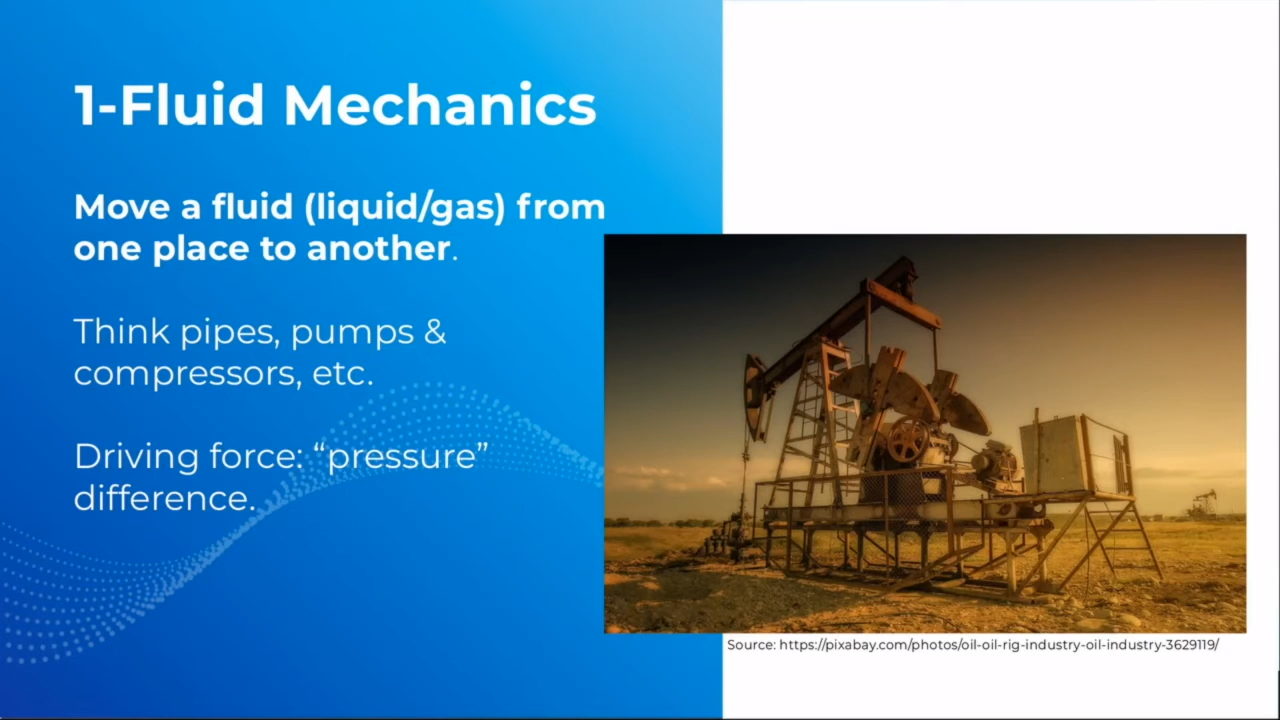 1-Fluid Mechanics
Move a fluid (liquid/gas) from
one place to another.
Think pipes, pumps &
compressors, etc.
Driving force: “pressure”
difference.
Source: https://pixabay.com/photos/oil-oil-rig-industry-oil-industry-3629119/